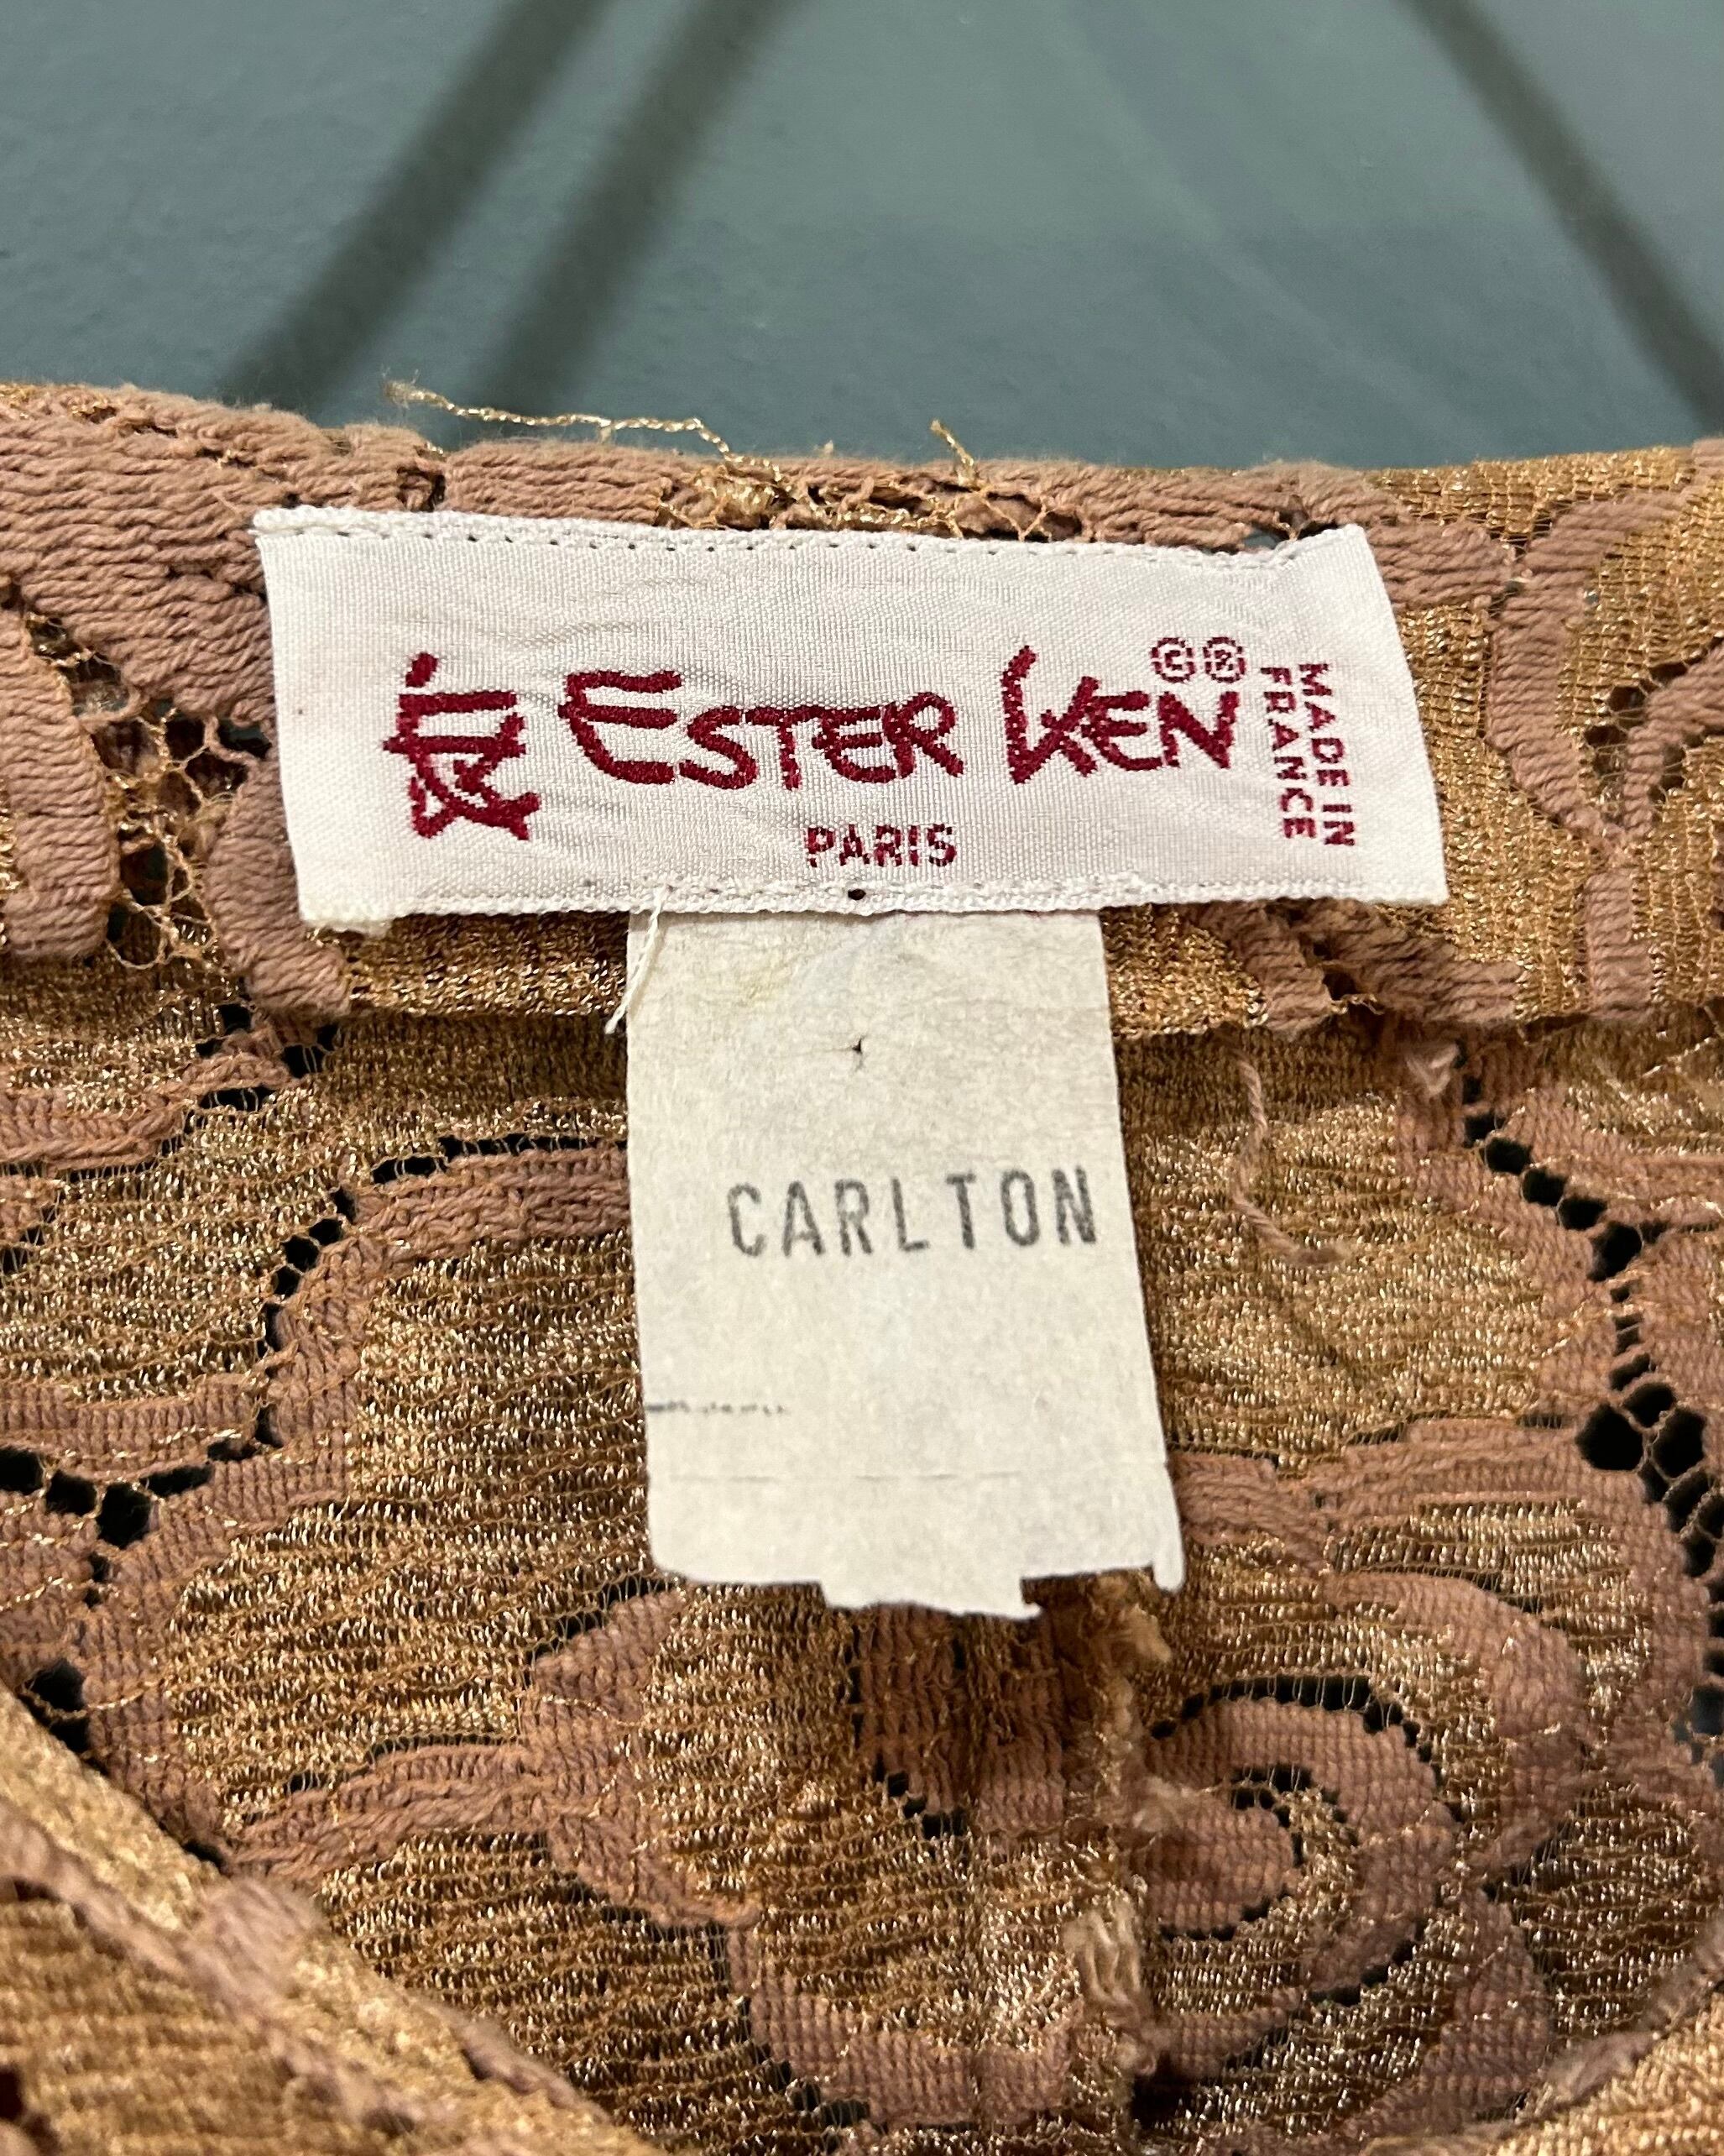 ESTER KEN
©®
PARIS
MADE IN
FRANCE
CARLTON